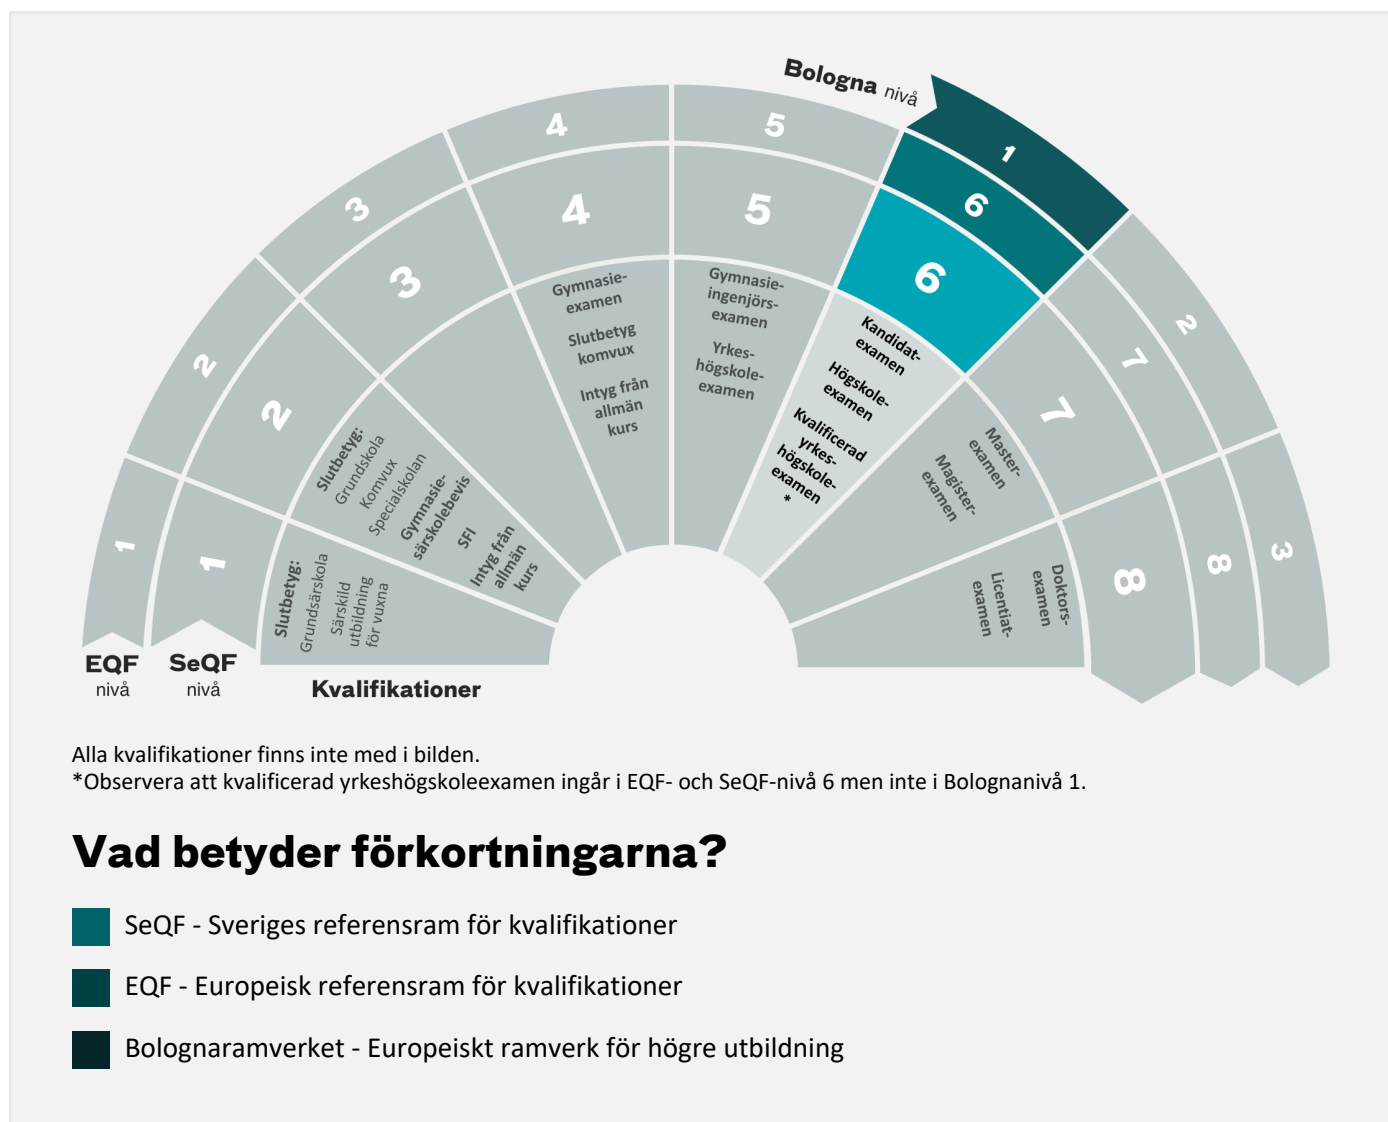 Bologna nivå
1
2
3
1
2
3
4
5
6
7
8
1
2
3
4
5
6
7
8
Slutbetyg:
Grundsärskola
Särskild
utbildning
för vuxna
Slutbetyg:
Grundskola
Komvux
Specialskolan
Gymnasie-
särskolebevis
SFI
Intyg från
allmän
kurs
Gymnasie-
examen
Slutbetyg
komvux
Intyg från
allmän
kurs
Gymnasie-
ingenjörs-
examen
Yrkes-
högskole-
examen
Kandidat-
examen
Högskole-
examen
Kvalificerad
yrkes-
högskole-
examen
*
Master-
examen
Magister-
examen
Doktors-
examen
Licentiat-
examen
EQF
nivå
SeQF
nivå
Kvalifikationer
Alla kvalifikationer finns inte med i bilden.
*Observera att kvalificerad yrkeshögskoleexamen ingår i EQF- och SeQF-nivå 6 men inte i Bolognanivå 1.
Vad betyder förkortningarna?
SeQF - Sveriges referensram för kvalifikationer
EQF - Europeisk referensram för kvalifikationer
Bolognaramverket - Europeiskt ramverk för högre utbildning